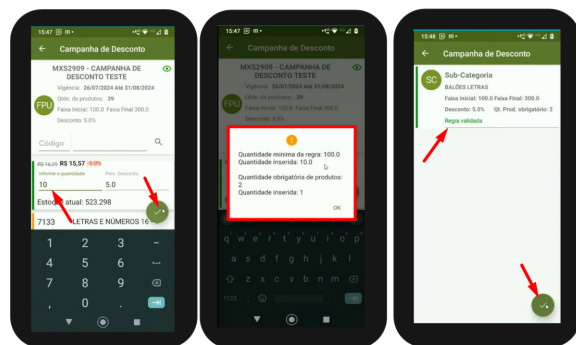 15:47
Campanha de Desconto
MXS2909 - CAMPANHA DE
DESCONTO TESTE
Vigência: 26/07/2024 Até 31/08/2024
Qtde. de produtos: 39
FPU
Faixa Inicial: 100.0 Faixa Final 300.0
Desconto: 5.0%
Código
R$ 16,39 R$ 15,57
Informe a quantidade
Perc. Desconto
10
5.0
Estoque atual: 523.298
7133
LETRAS E NÚMEROS 16
1 2 3 -
4 5 6
7 8 9
, 0 .
15:47
Campanha de Desconto
MXS2909 - CAMPANHA DE
DESCONTO TESTE
Vigência: 26/07/2024 Até 31/08/2024
Qtde. de produtos: 39
FPU
Faixa Inicial: 100.0 Faixa Final 300.0
Desconto: 5.0%
Quantidade mínima da regra: 100.0
Quantidade inserida: 10.0
Quantidade obrigatória de produtos:
2
Quantidade inserida: 1
OK
q w e r t y u i o p
a s d f g h j k l
z x c v b n m
?123 , .
15:48
Campanha de Desconto
SC
Sub-Categoria
BALÕES LETRAS
Faixa Inicial: 100.0 Faixa Final: 300.0
Desconto: 5.0% Qt. Prod. obrigatório: 2
Regra validada